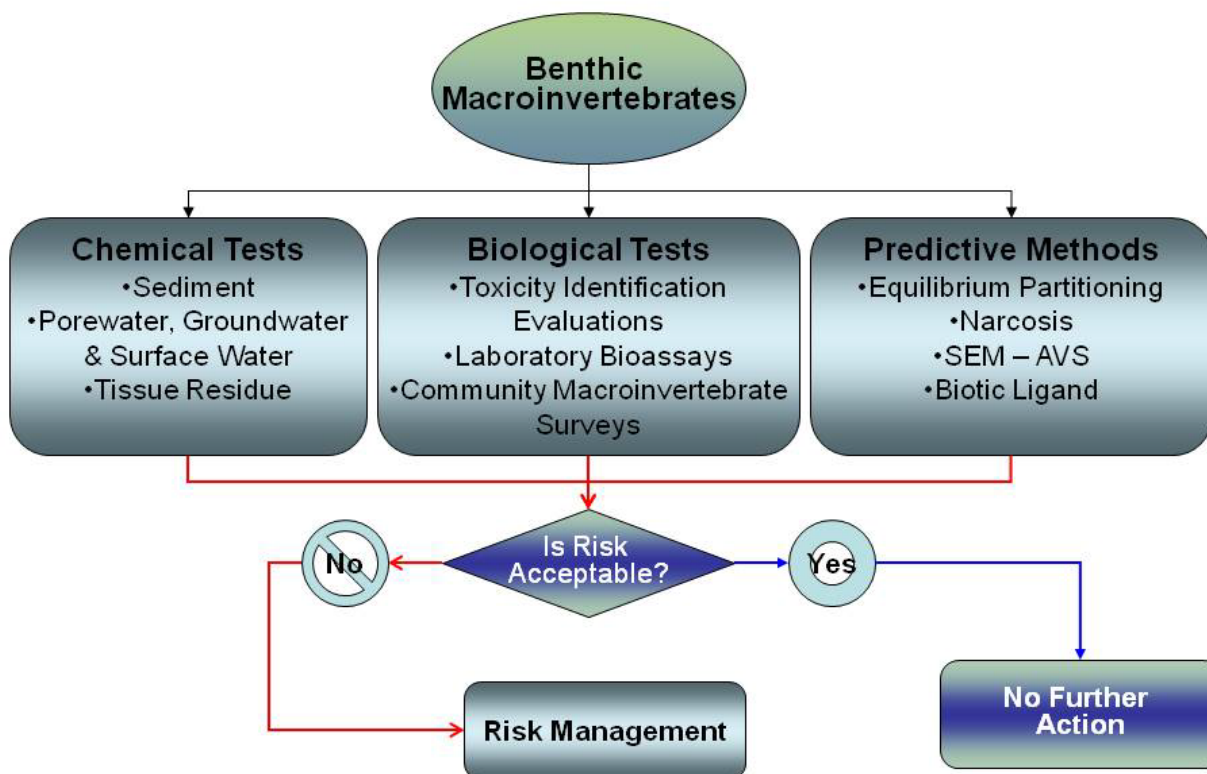 Benthic
Macroinvertebrates
Chemical Tests
•Sediment
•Porewater, Groundwater
& Surface Water
•Tissue Residue
Biological Tests
•Toxicity Identification
Evaluations
•Laboratory Bioassays
•Community Macroinvertebrate
Surveys
Predictive Methods
•Equilibrium Partitioning
•Narcosis
•SEM – AVS
•Biotic Ligand
Is Risk
Acceptable?
No
Yes
Risk Management
No Further
Action